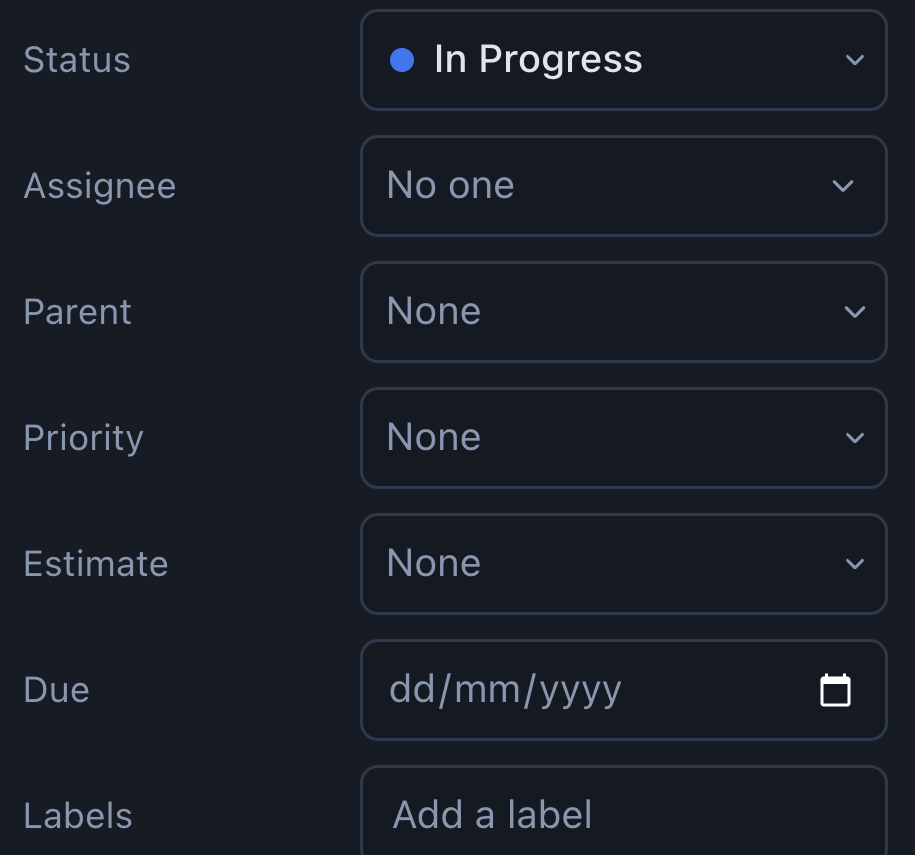 Status
In Progress
Assignee
No one
Parent
None
Priority
None
Estimate
None
Due
dd/mm/yyyy
Labels
Add a label